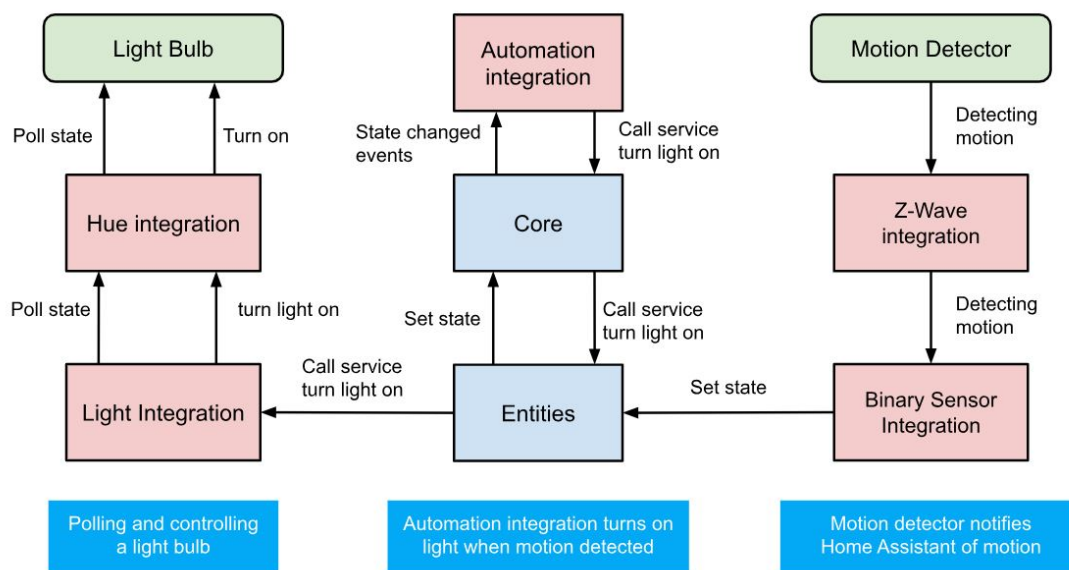 Light Bulb
Automation
integration
Motion Detector
Poll state
Turn on
State changed
events
Call service
turn light on
Detecting
motion
Hue integration
Core
Z-Wave
integration
Poll state
turn light on
Set state
Call service
turn light on
Detecting
motion
Light Integration
Call service
turn light on
Entities
Set state
Binary Sensor
Integration
Polling and controlling
a light bulb
Automation integration turns on
light when motion detected
Motion detector notifies
Home Assistant of motion